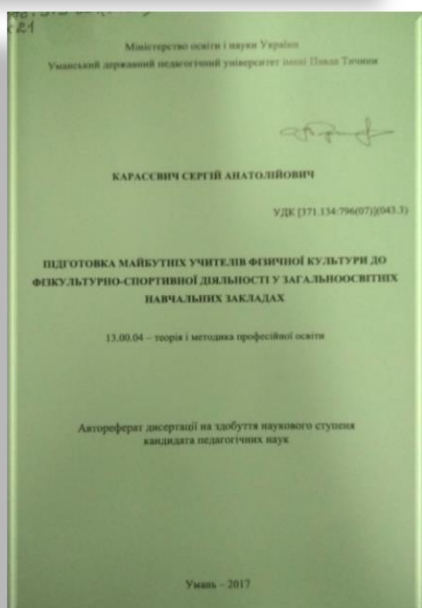 Міністерство освіти і науки України
Уманський державний педагогічний університет імені Павла Тичини
КАРАСЄВИЧ СЕРГІЙ АНАТОЛІЙОВИЧ
УДК [371.134:796(07)](043.3)
ПІДГОТОВКА МАЙБУТНІХ УЧИТЕЛІВ ФІЗИЧНОЇ КУЛЬТУРИ ДО
ФІЗКУЛЬТУРНО-СПОРТИВНОЇ ДІЯЛЬНОСТІ У ЗАГАЛЬНООСВІТНІХ
НАВЧАЛЬНИХ ЗАКЛАДАХ
13.00.04 – теорія і методика професійної освіти
Автореферат дисертації на здобуття наукового ступеня
кандидата педагогічних наук
Умань – 2017